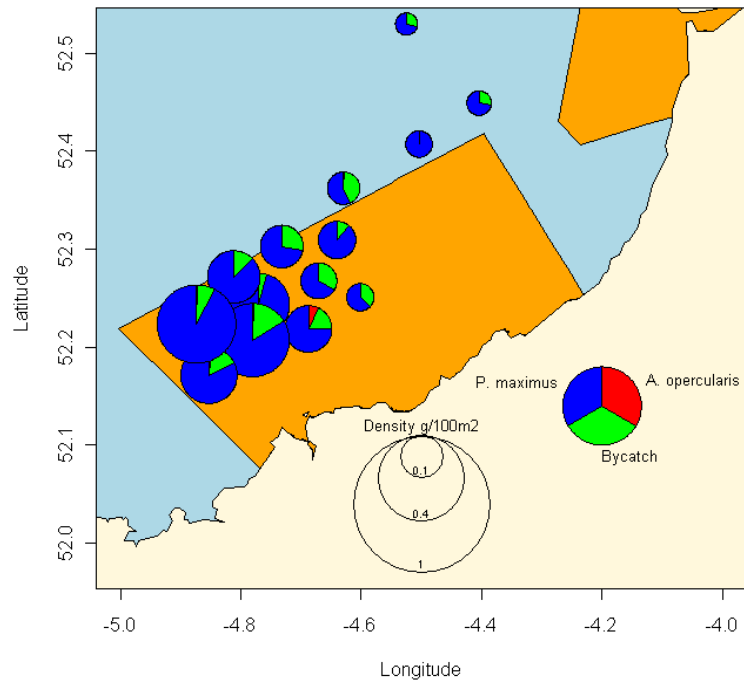 52.5
52.4
52.3
52.2
52.1
52.0
Latitude
P. maximus
A. opercularis
Bycatch
Density g/100m2
0.1
0.4
1
-5.0
-4.8
-4.6
-4.4
-4.2
-4.0
Longitude